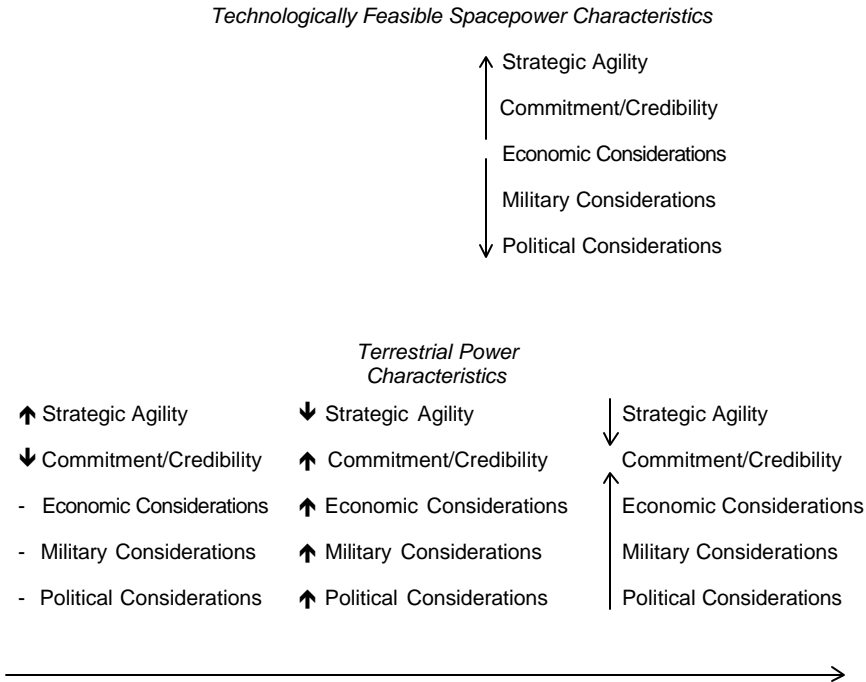 Technologically Feasible Spacepower Characteristics
Strategic Agility
Commitment/Credibility
Economic Considerations
Military Considerations
Political Considerations
Terrestrial Power
Characteristics
Strategic Agility
Commitment/Credibility
- Economic Considerations
- Military Considerations
- Political Considerations
Strategic Agility
Commitment/Credibility
Economic Considerations
Military Considerations
Political Considerations
Strategic Agility
Commitment/Credibility
Economic Considerations
Military Considerations
Political Considerations